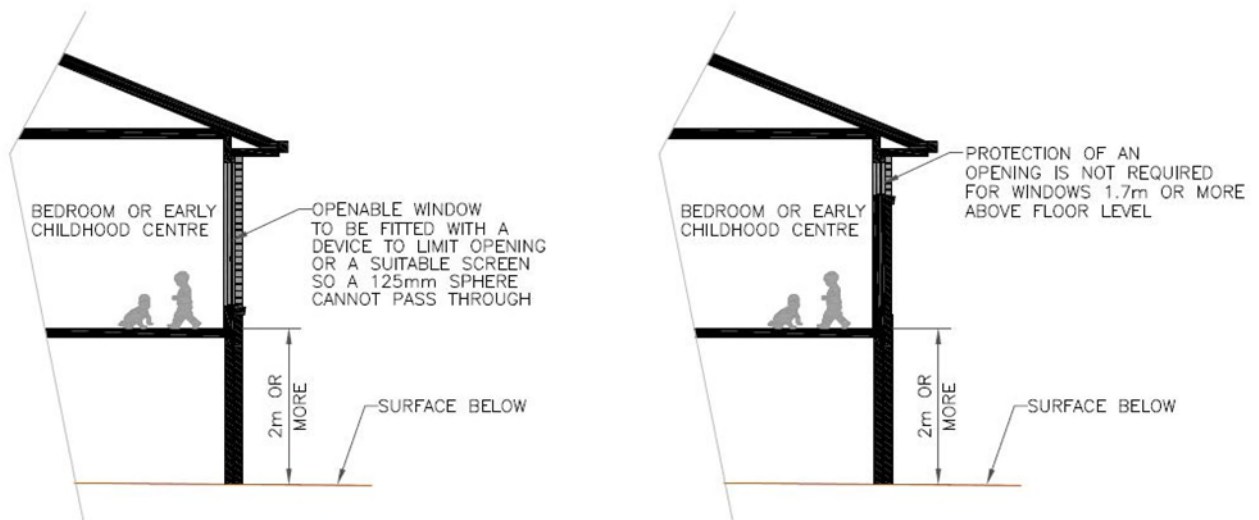 BEDROOM OR EARLY
CHILDHOOD CENTRE
OPENABLE WINDOW
TO BE FITTED WITH A
DEVICE TO LIMIT OPENING
OR A SUITABLE SCREEN
SO A 125mm SPHERE
CANNOT PASS THROUGH
2m OR
MORE
SURFACE BELOW
PROTECTION OF AN
OPENING IS NOT REQUIRED
FOR WINDOWS 1.7m OR MORE
ABOVE FLOOR LEVEL
BEDROOM OR EARLY
CHILDHOOD CENTRE
2m OR
MORE
SURFACE BELOW